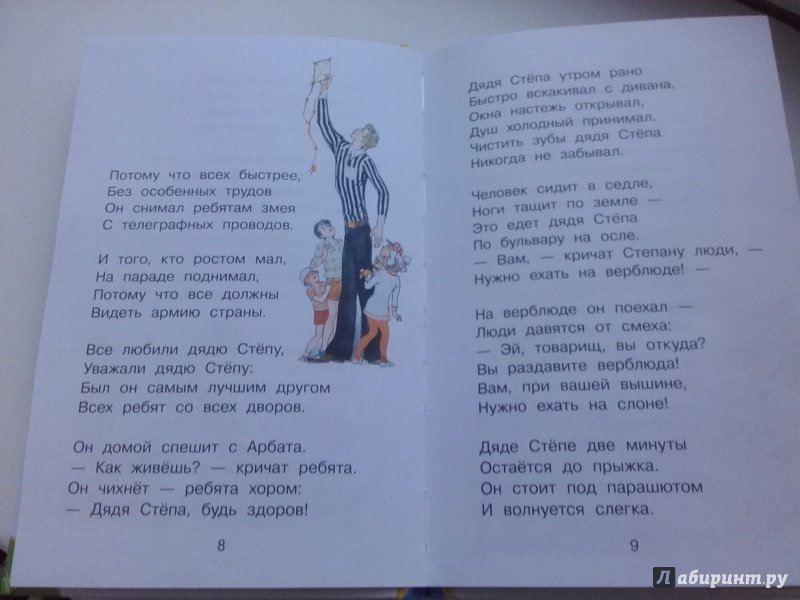 Потому что всех быстрее,
Без особенных трудов
Он снимал ребятам змея
С телеграфных проводов.
И того, кто ростом мал,
На параде поднимал,
Потому что все должны
Видеть армию страны.
Все любили дядю Стёпу,
Уважали дядю Стёпу:
Был он самым лучшим другом
Всех ребят со всех дворов.
Он домой спешит с Арбата.
— Как живёшь? — кричат ребята.
Он чихнёт — ребята хором:
— Дядя Стёпа, будь здоров!
8
Дядя Стёпа утром рано
Быстро вскакивал с дивана,
Окна настежь открывал,
Душ холодный принимал.
Чистить зубы дядя Стёпа
Никогда не забывал.
Человек сидит в седле,
Ноги тащит по земле —
Это едет дядя Стёпа
По бульвару на осле.
— Вам, — кричат Степану люди, —
Нужно ехать на верблюде! —
На верблюде он поехал —
Люди давятся от смеха:
— Эй, товарищ, вы откуда?
Вы раздавите верблюда!
Вам, при вашей вышине,
Нужно ехать на слоне!
Дяде Стёпе две минуты
Остаётся до прыжка.
Он стоит под парашютом
И волнуется слегка.
9
Лабиринт.ру